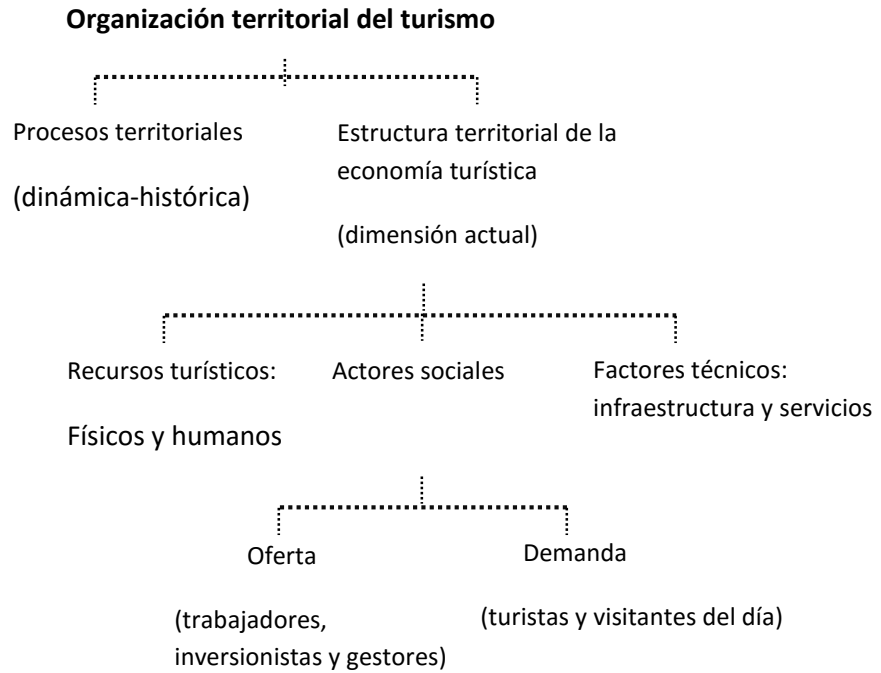 Organización territorial del turismo
Procesos territoriales
(dinámica-histórica)
Estructura territorial de la
economía turística
(dimensión actual)
Recursos turísticos:
Físicos y humanos
Actores sociales
Factores técnicos:
infraestructura y servicios
Oferta
(trabajadores,
inversionistas y gestores)
Demanda
(turistas y visitantes del día)